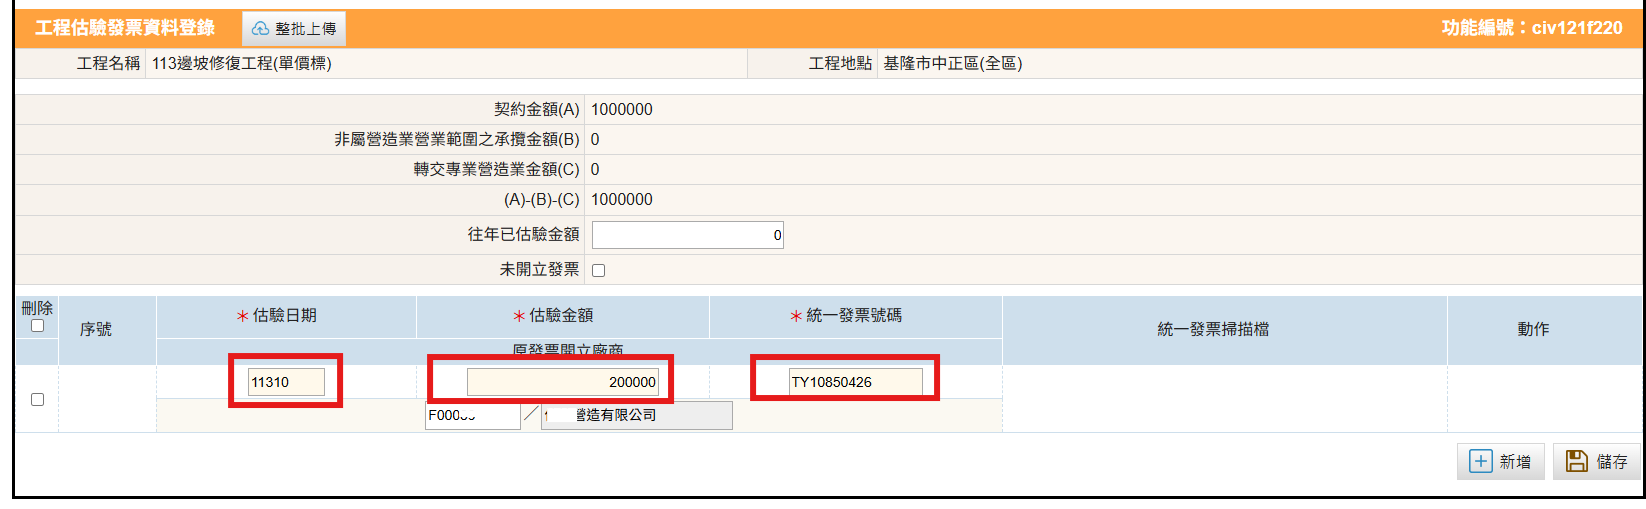 工程估驗發票資料登錄 整批上傳 功能編號：civ121f220
工程名稱 113邊坡修復工程(單價標) 工程地點 基隆市中正區(全區)
契約金額(A) 1000000
非屬營造業營業範圍之承攬金額(B) 0
轉交專業營造業金額(C) 0
(A)-(B)-(C) 1000000
往年已估驗金額 0
未開立發票
刪除 序號 ＊估驗日期 ＊估驗金額 ＊統一發票號碼 統一發票掃描檔 動作
原發票開立廠商
11310 200000 TY10850426
營造有限公司
新增 儲存